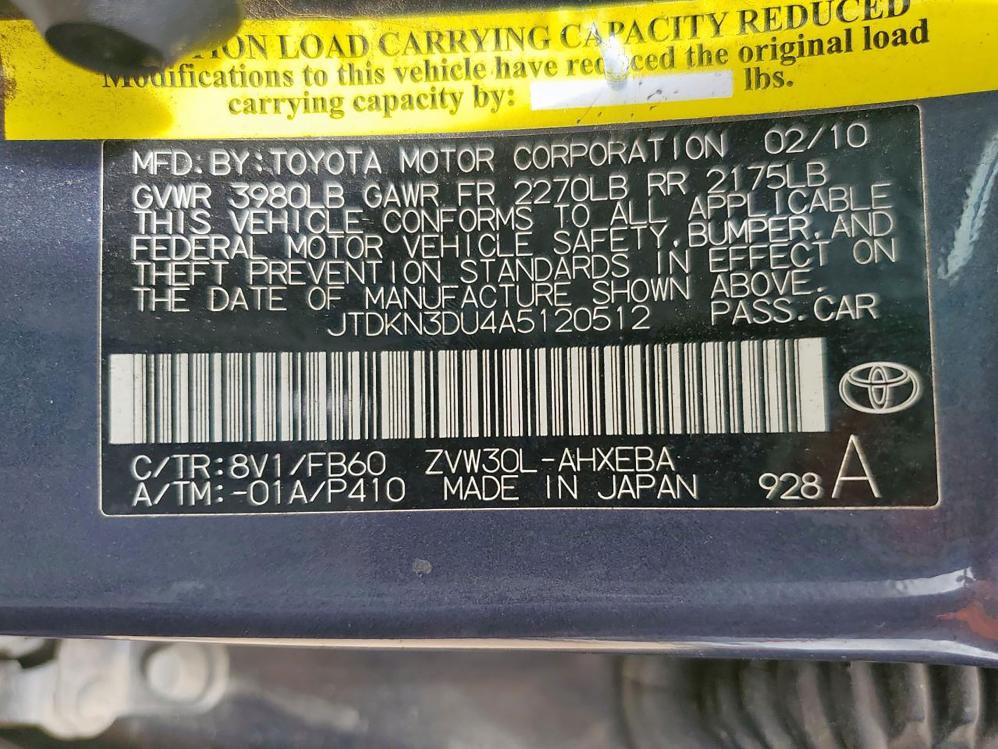 LOAD CARRYING CAPACITY REDUCED
Modifications to this vehicle have reduced the original load
carrying capacity by: lbs.
MFD. BY: TOYOTA MOTOR CORPORATION 02/10
GVWR 3980LB GAWR FR 2270LB RR 2175LB
THIS VEHICLE CONFORMS TO ALL APPLICABLE
FEDERAL MOTOR VEHICLE SAFETY, BUMPER, AND
THEFT PREVENTION STANDARDS IN EFFECT ON
THE DATE OF MANUFACTURE SHOWN ABOVE.
JTDKN3DU4A5120512 PASS. CAR
C/TR:8V1/FB60 ZVW30L-AHXEBA
A/TM:-01A/P410 MADE IN JAPAN 928 A